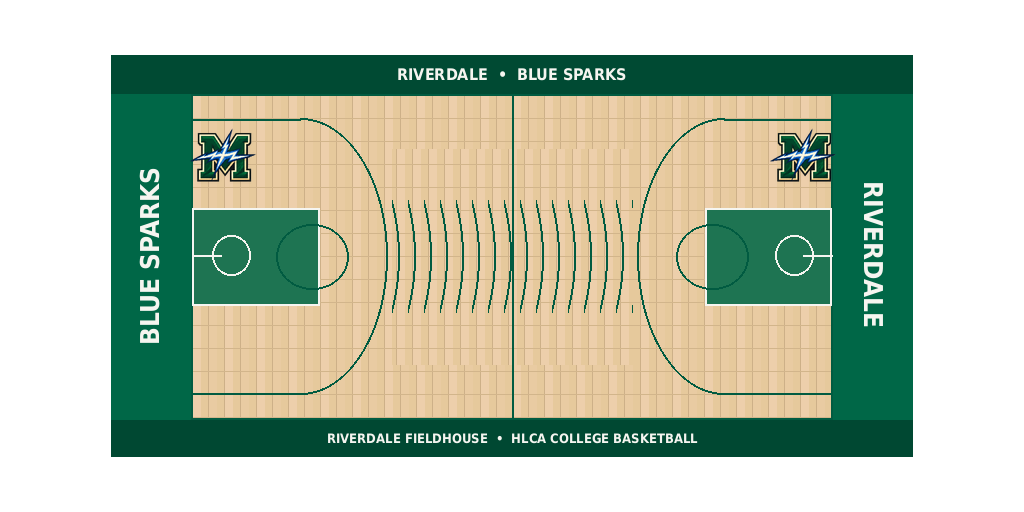 RIVERDALE • BLUE SPARKS
M
M
BLUE SPARKS
RIVERDALE
RIVERDALE FIELDHOUSE • HLCA COLLEGE BASKETBALL